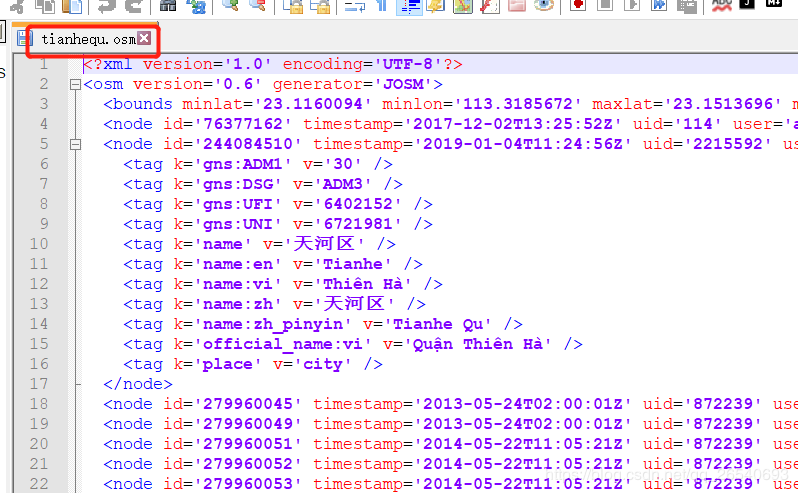 tianhequ.osm
1 <?xml version='1.0' encoding='UTF-8'?>
2 <osm version='0.6' generator='JOSM'>
3 <bounds minlat='23.1160094' minlon='113.3185672' maxlat='23.1513696' m
4 <node id='76377162' timestamp='2017-12-02T13:25:52Z' uid='114' user='a
5 <node id='244084510' timestamp='2019-01-04T11:24:56Z' uid='2215592' us
6 <tag k='gns:ADM1' v='30' />
7 <tag k='gns:DSG' v='ADM3' />
8 <tag k='gns:UFI' v='6402152' />
9 <tag k='gns:UNI' v='6721981' />
10 <tag k='name' v='天河区' />
11 <tag k='name:en' v='Tianhe' />
12 <tag k='name:vi' v='Thiên Hà' />
13 <tag k='name:zh' v='天河区' />
14 <tag k='name:zh_pinyin' v='Tianhe Qu' />
15 <tag k='official_name:vi' v='Quận Thiên Hà' />
16 <tag k='place' v='city' />
17 </node>
18 <node id='279960045' timestamp='2013-05-24T02:00:01Z' uid='872239' use
19 <node id='279960049' timestamp='2013-05-24T02:00:01Z' uid='872239' use
20 <node id='279960051' timestamp='2014-05-22T11:05:21Z' uid='872239' use
21 <node id='279960052' timestamp='2014-05-22T11:05:21Z' uid='872239' use
22 <node id='279960053' timestamp='2014-05-22T11:05:21Z' uid='872239' use